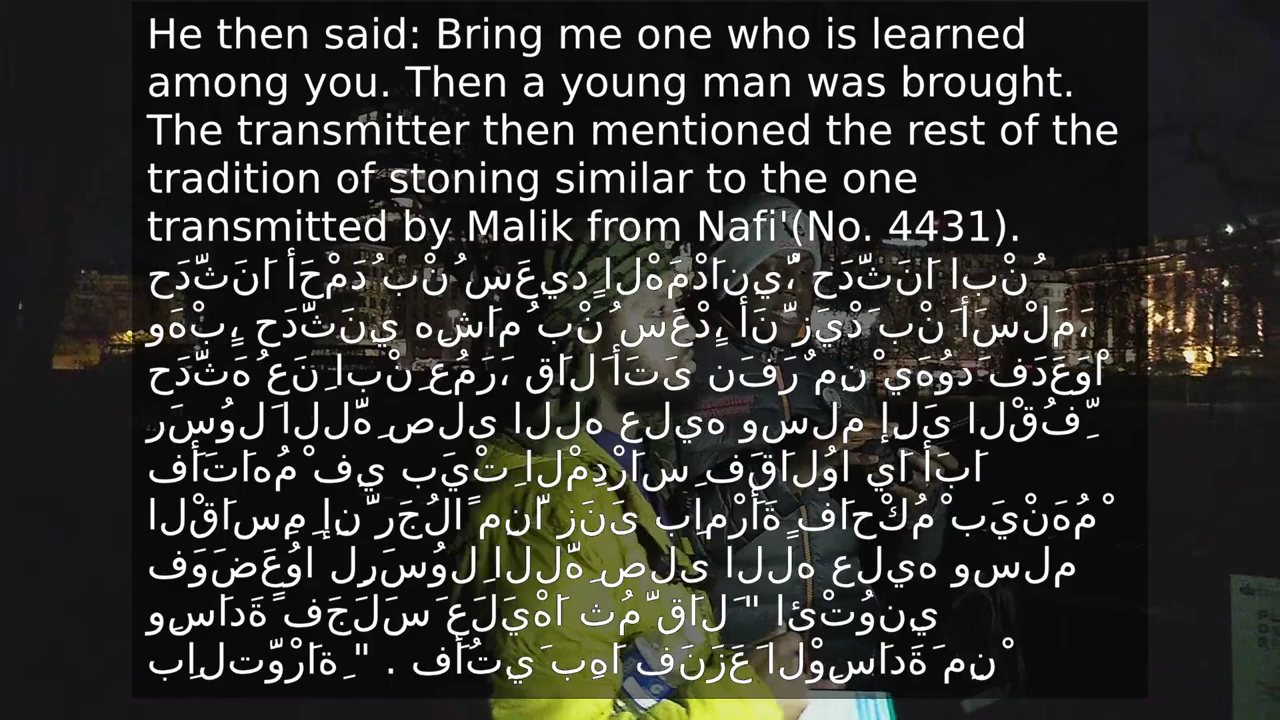 He then said: Bring me one who is learned
among you. Then a young man was brought.
The transmitter then mentioned the rest of the
tradition of stoning similar to the one
transmitted by Malik from Nafi'(No. 4431).
حَدَّثَنَا أَحْمَدُ بْنُ سَعِيدٍ الْهَمْدَانِيُّ، حَدَّثَنَا ابْنُ
وَهْبٍ، حَدَّثَنِي هِشَامُ بْنُ سَعْدٍ، أَنَّ زَيْدَ بْنَ أَسْلَمَ،
حَدَّثَهُ عَنِ ابْنِ عُمَرَ، قَالَ أَتَى نَفَرٌ مِنْ يَهُودَ فَدَعَوْا
رَسُولَ اللَّهِ صلى الله عليه وسلم إِلَى الْقُفِّ
فَأَتَاهُمْ فِي بَيْتِ الْمِدْرَاسِ فَقَالُوا يَا أَبَا
الْقَاسِمِ إِنَّ رَجُلاً مِنَّا زَنَى بِامْرَأَةٍ فَاحْكُمْ بَيْنَهُمْ
فَوَضَعُوا لِرَسُولِ اللَّهِ صلى الله عليه وسلم
وِسَادَةً فَجَلَسَ عَلَيْهَا ثُمَّ قَالَ " ائْتُونِي
بِالتَّوْرَاةِ " . فَأُتِيَ بِهَا فَنَزَعَ الْوِسَادَةَ مِنْ